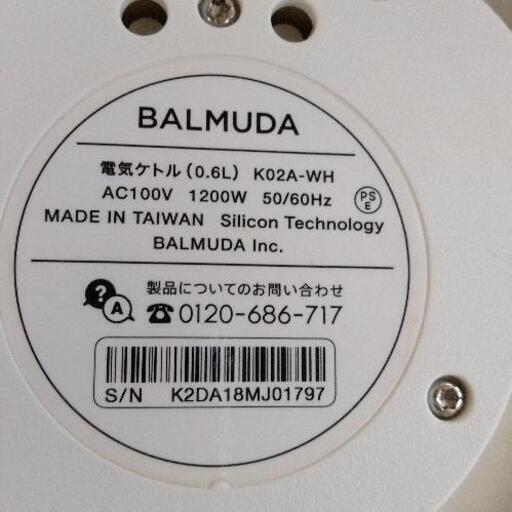 BALMUDA
電気ケトル(0.6L) K02A-WH
AC100V 1200W 50/60Hz PSE
MADE IN TAIWAN Silicon Technology
BALMUDA Inc.
製品についてのお問い合わせ
? A ☎0120-686-717
S/N K2DA18MJ01797